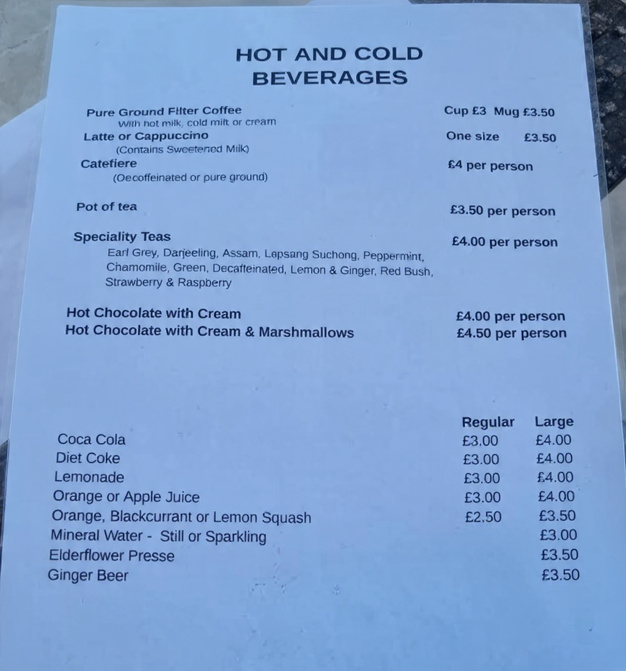 HOT AND COLD
BEVERAGES
Pure Ground Filter Coffee Cup £3 Mug £3.50
With hot milk, cold milt or cream
Latte or Cappuccino One size £3.50
(Contains Sweetened Milk)
Catefiere £4 per person
(Decoffeinated or pure ground)
Pot of tea £3.50 per person
Speciality Teas £4.00 per person
Earl Grey, Darjeeling, Assam, Lapsang Suchong, Peppermint,
Chamomile, Green, Decaffeinated, Lemon & Ginger, Red Bush,
Strawberry & Raspberry
Hot Chocolate with Cream £4.00 per person
Hot Chocolate with Cream & Marshmallows £4.50 per person
Regular Large
Coca Cola £3.00 £4.00
Diet Coke £3.00 £4.00
Lemonade £3.00 £4.00
Orange or Apple Juice £3.00 £4.00
Orange, Blackcurrant or Lemon Squash £2.50 £3.50
Mineral Water - Still or Sparkling £3.00
Elderflower Presse £3.50
Ginger Beer £3.50